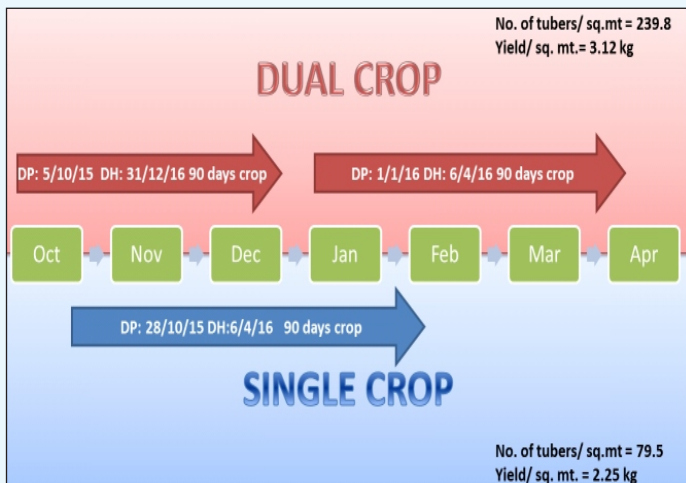 No. of tubers/ sq.mt = 239.8
Yield/ sq. mt.= 3.12 kg
DUAL CROP
DP: 5/10/15 DH: 31/12/16 90 days crop
DP: 1/1/16 DH: 6/4/16 90 days crop
Oct Nov Dec Jan Feb Mar Apr
DP: 28/10/15 DH:6/4/16 90 days crop
SINGLE CROP
No. of tubers/ sq.mt = 79.5
Yield/ sq. mt. = 2.25 kg